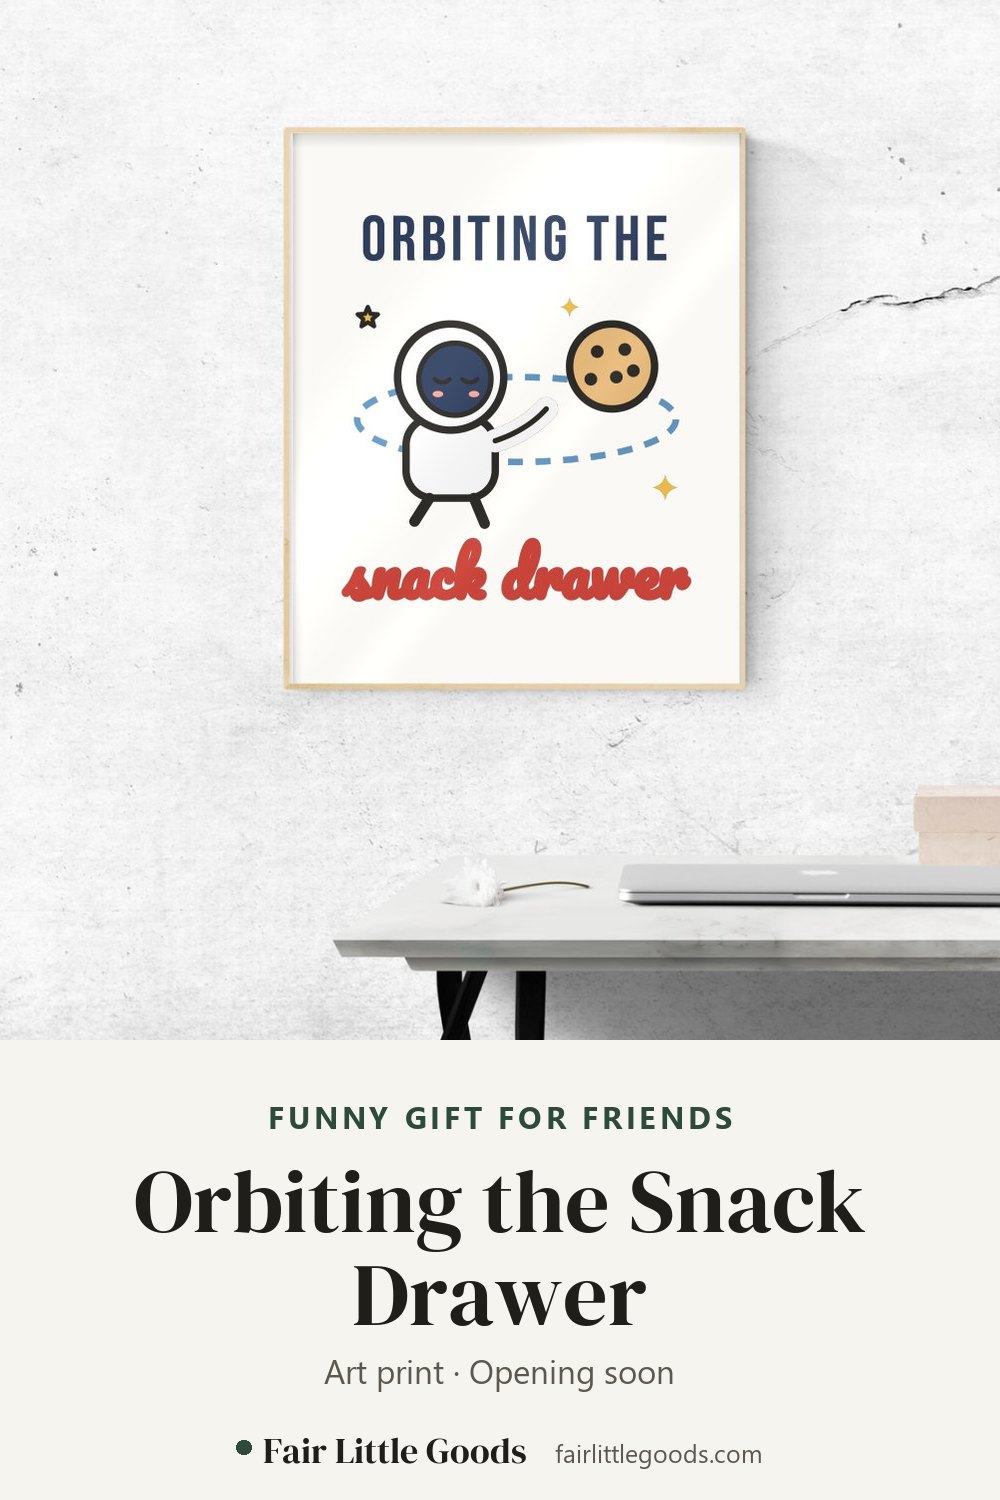 ORBITING THE
snack drawer
FUNNY GIFT FOR FRIENDS
Orbiting the Snack
Drawer
Art print · Opening soon
Fair Little Goods fairlittlegoods.com